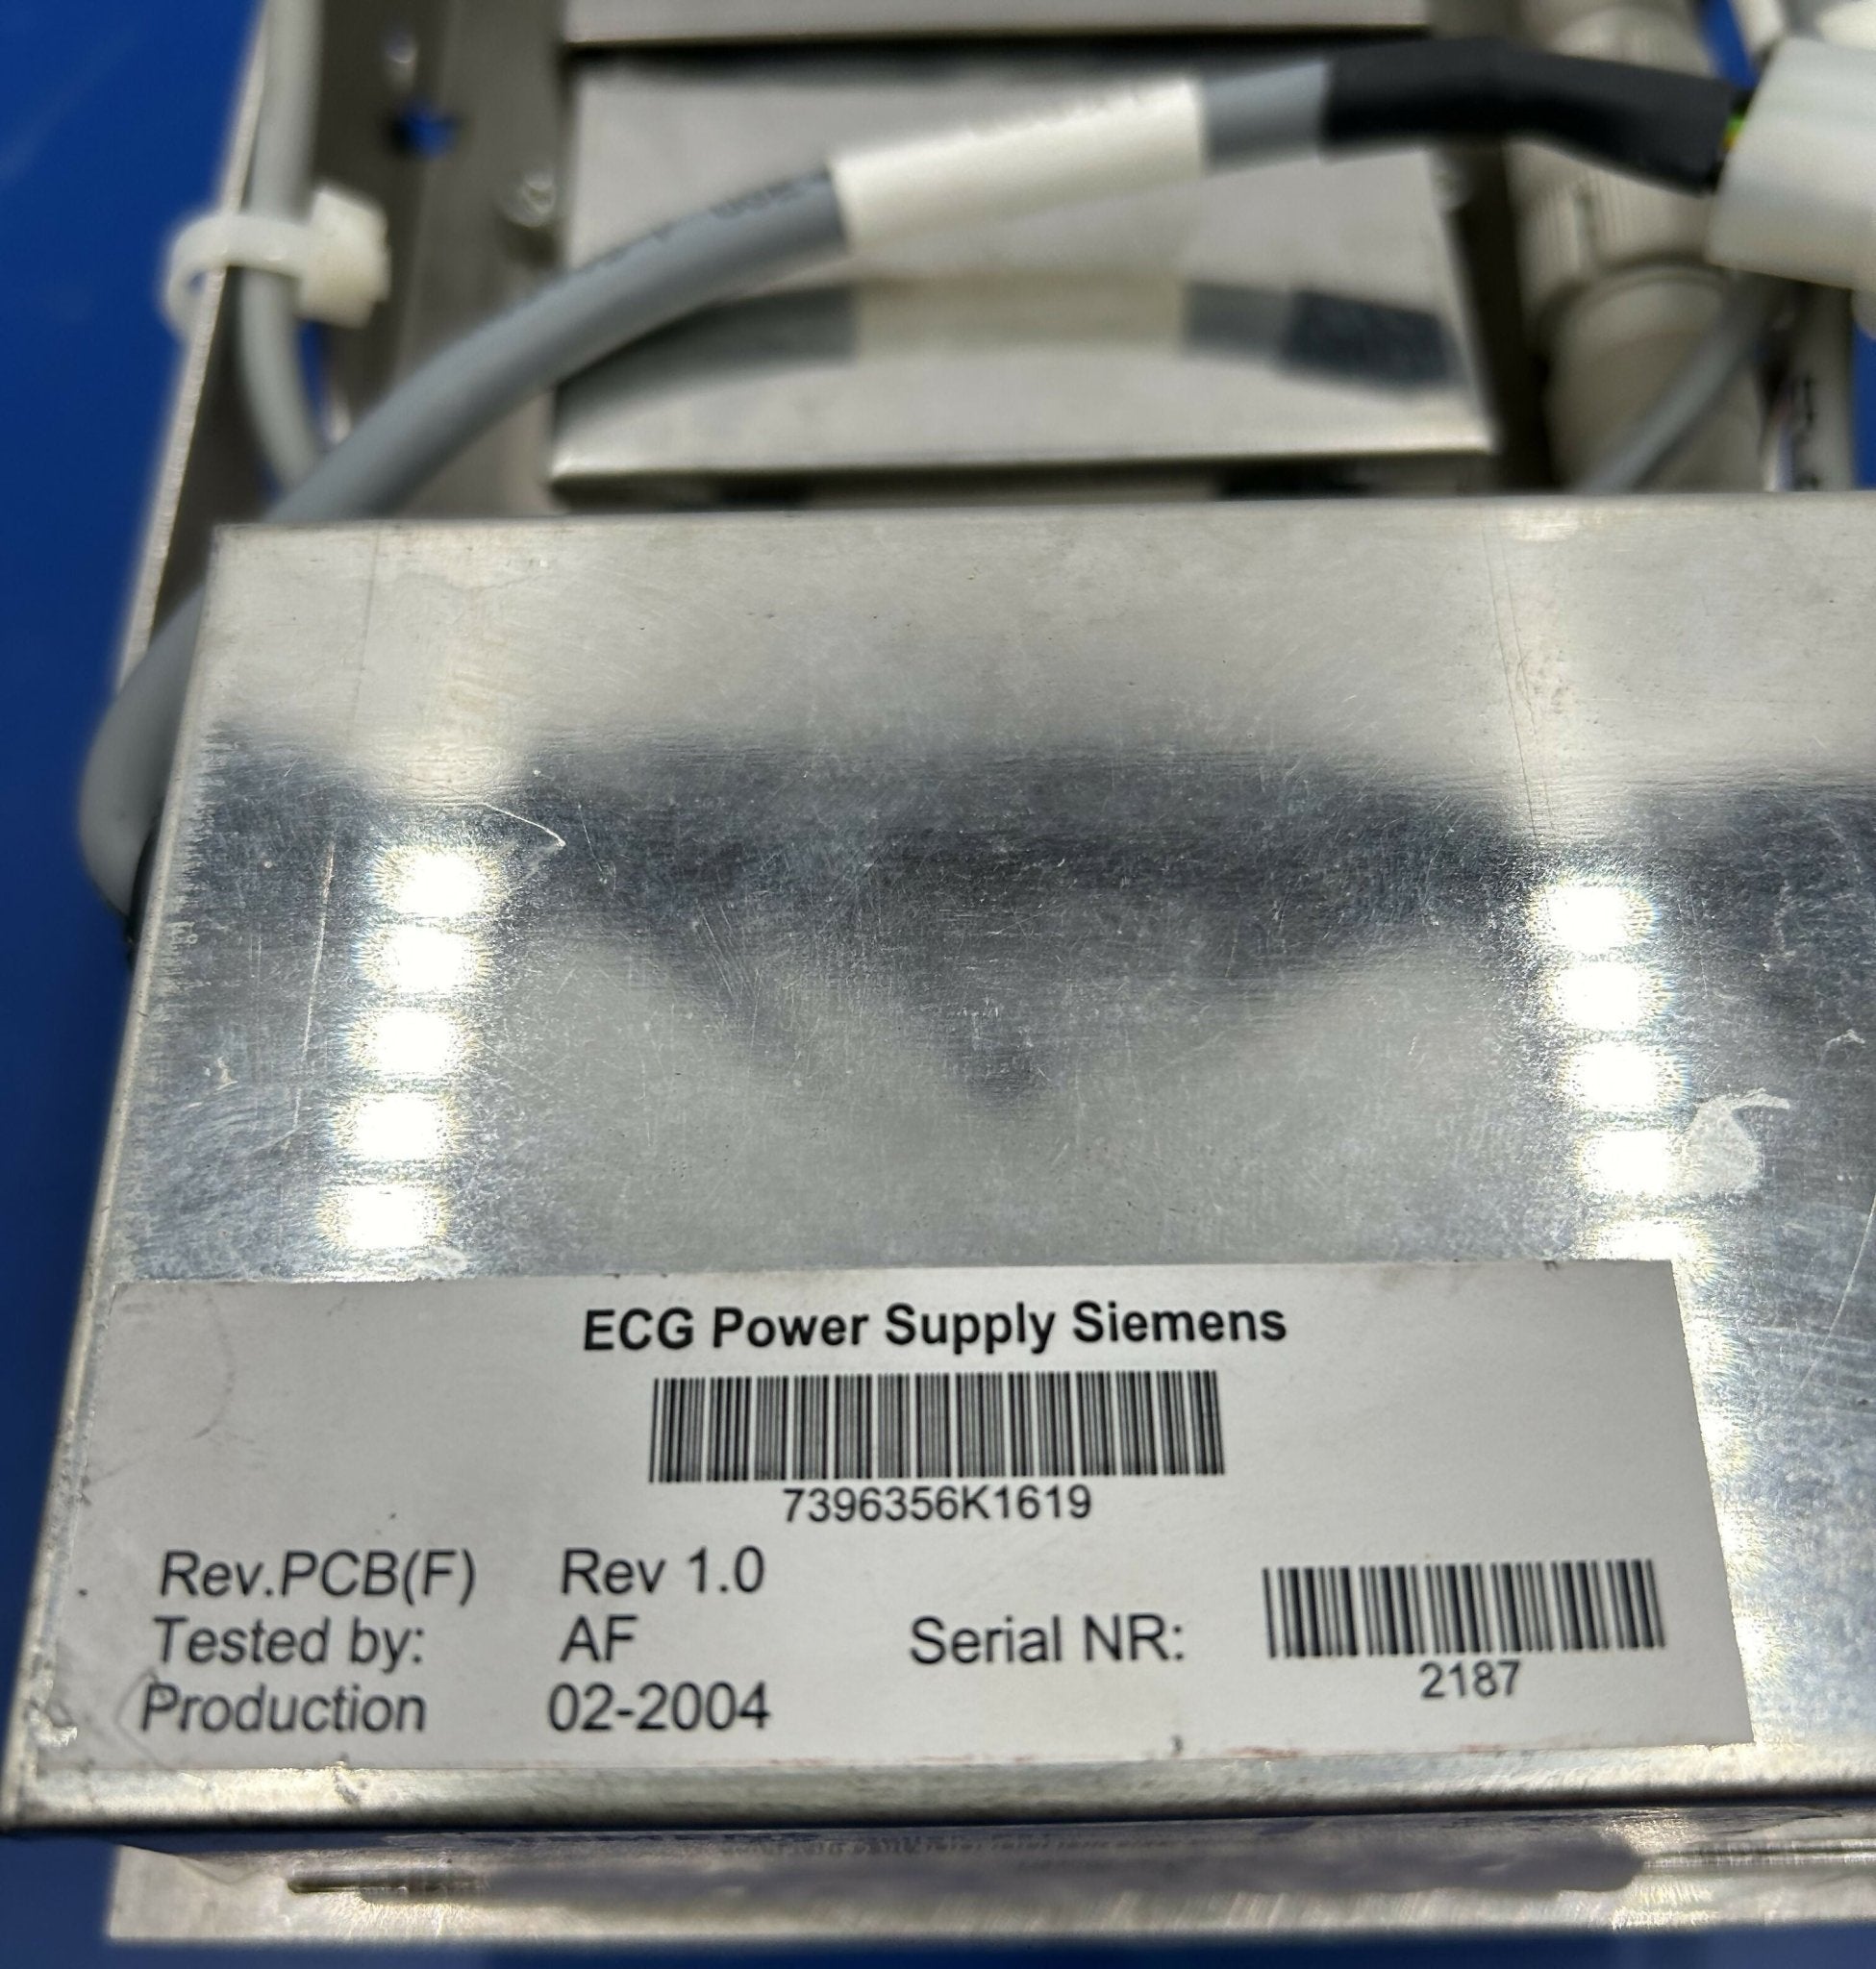 ECG Power Supply Siemens
7396356K1619
Rev.PCB(F) Rev 1.0
Tested by: AF Serial NR:
2187
Production 02-2004